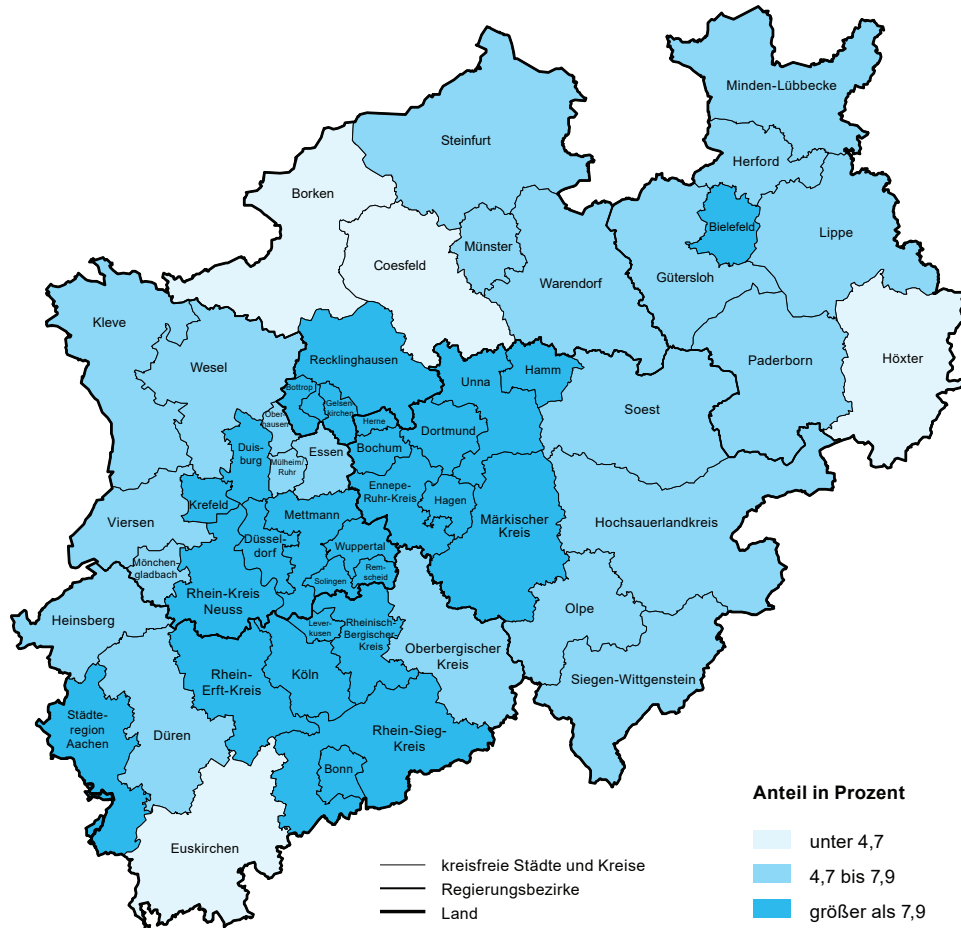 Minden-Lübbecke
Steinfurt
Herford
Borken
Bielefeld
Lippe
Münster
Coesfeld
Gütersloh
Warendorf
Kleve
Wesel
Recklinghausen
Paderborn
Höxter
Unna
Hamm
Bottrop
Gelsen-
kirchen
Soest
Ober-
hausen
Herne
Dortmund
Duis-
burg
Essen
Bochum
Mülheim/
Ruhr
Ennepe-
Ruhr-Kreis
Hagen
Krefeld
Mettmann
Märkischer
Kreis
Hochsauerlandkreis
Viersen
Düssel-
dorf
Wuppertal
Mönchen-
gladbach
Solingen
Rem-
scheid
Rhein-Kreis
Neuss
Olpe
Heinsberg
Lever-
kusen
Rheinisch-
Bergischer
Kreis
Oberbergischer
Kreis
Rhein-
Erft-Kreis
Köln
Siegen-Wittgenstein
Städte-
region
Aachen
Düren
Rhein-Sieg-
Kreis
Bonn
Euskirchen
Anteil in Prozent
unter 4,7
4,7 bis 7,9
größer als 7,9
kreisfreie Städte und Kreise
Regierungsbezirke
Land